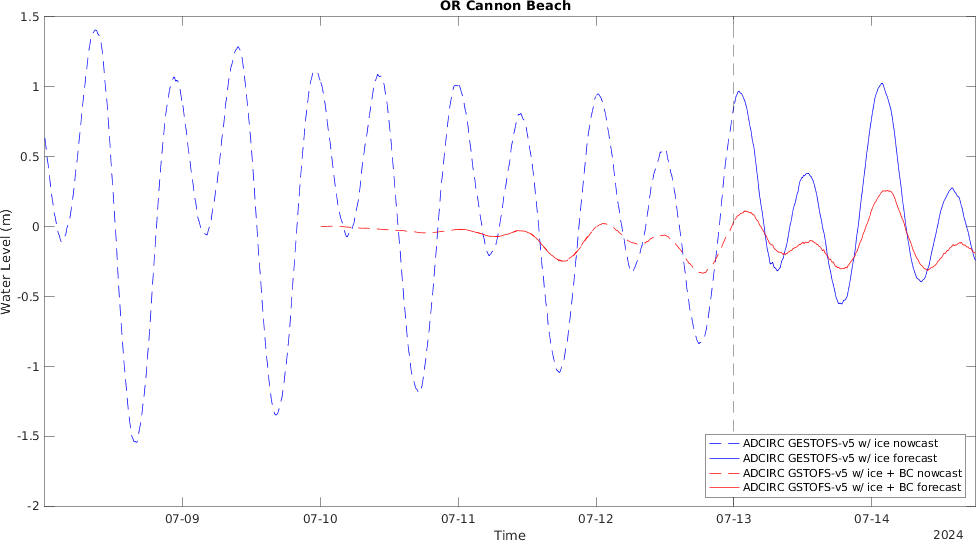 OR Cannon Beach
1.5
1
0.5
0
-0.5
-1
-1.5
-2
Water Level (m)
07-09
07-10
07-11
07-12
07-13
07-14
Time
2024
ADCIRC GESTOFS-v5 w/ ice nowcast
ADCIRC GESTOFS-v5 w/ ice forecast
ADCIRC GSTOFS-v5 w/ ice + BC nowcast
ADCIRC GSTOFS-v5 w/ ice + BC forecast